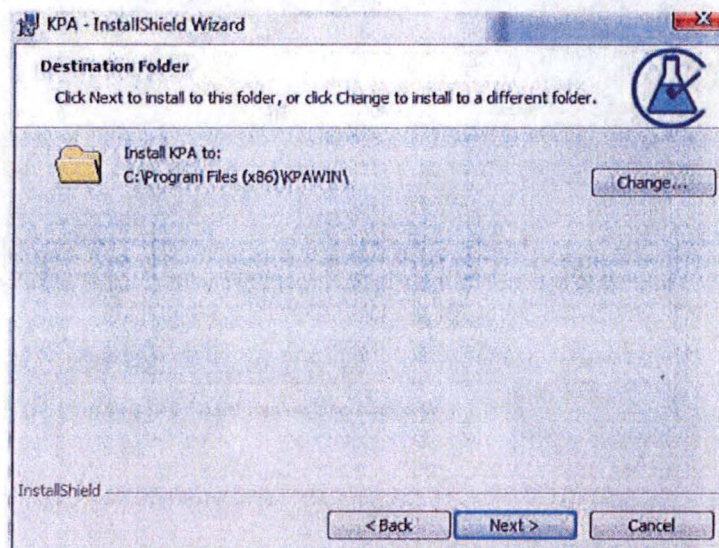 KPA - InstallShield Wizard
Destination Folder
Click Next to install to this folder, or click Change to install to a different folder.
Install KPA to:
C:\Program Files (x86)\KPAWIN\
Change...
InstallShield
< Back
Next >
Cancel